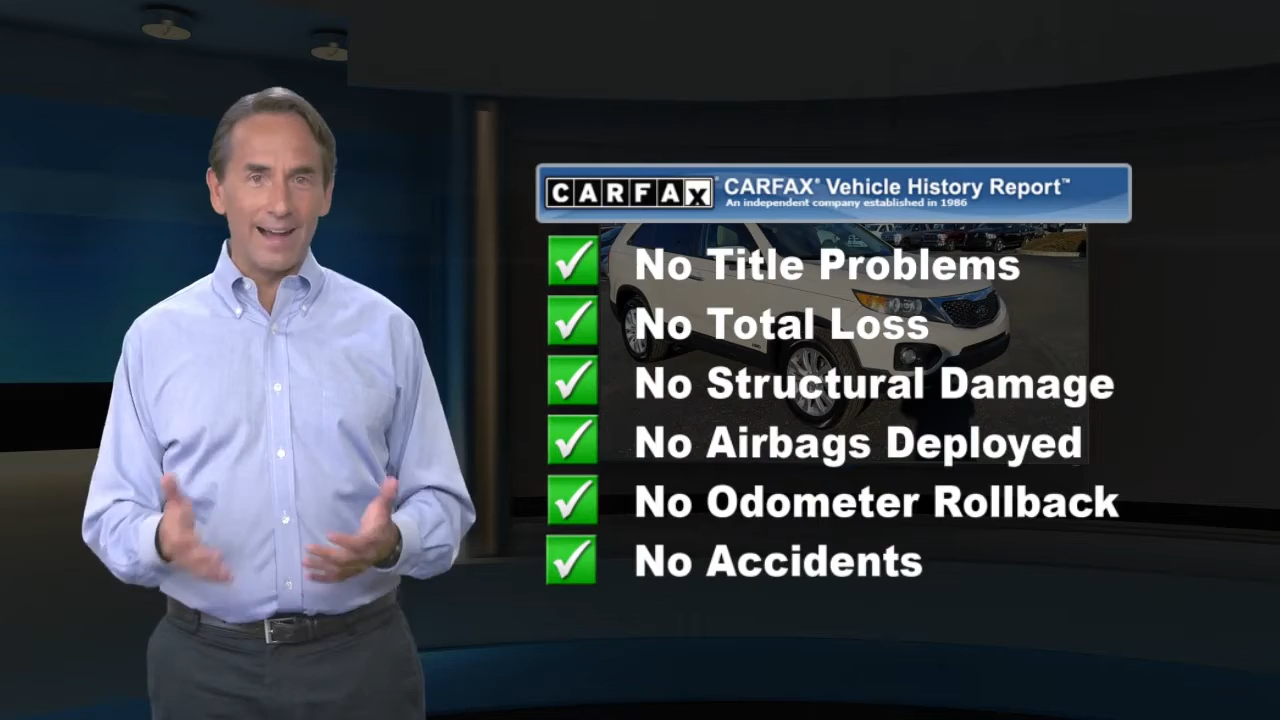 CARFAX® CARFAX® Vehicle History Report™
An independent company established in 1986
No Title Problems
No Total Loss
No Structural Damage
No Airbags Deployed
No Odometer Rollback
No Accidents